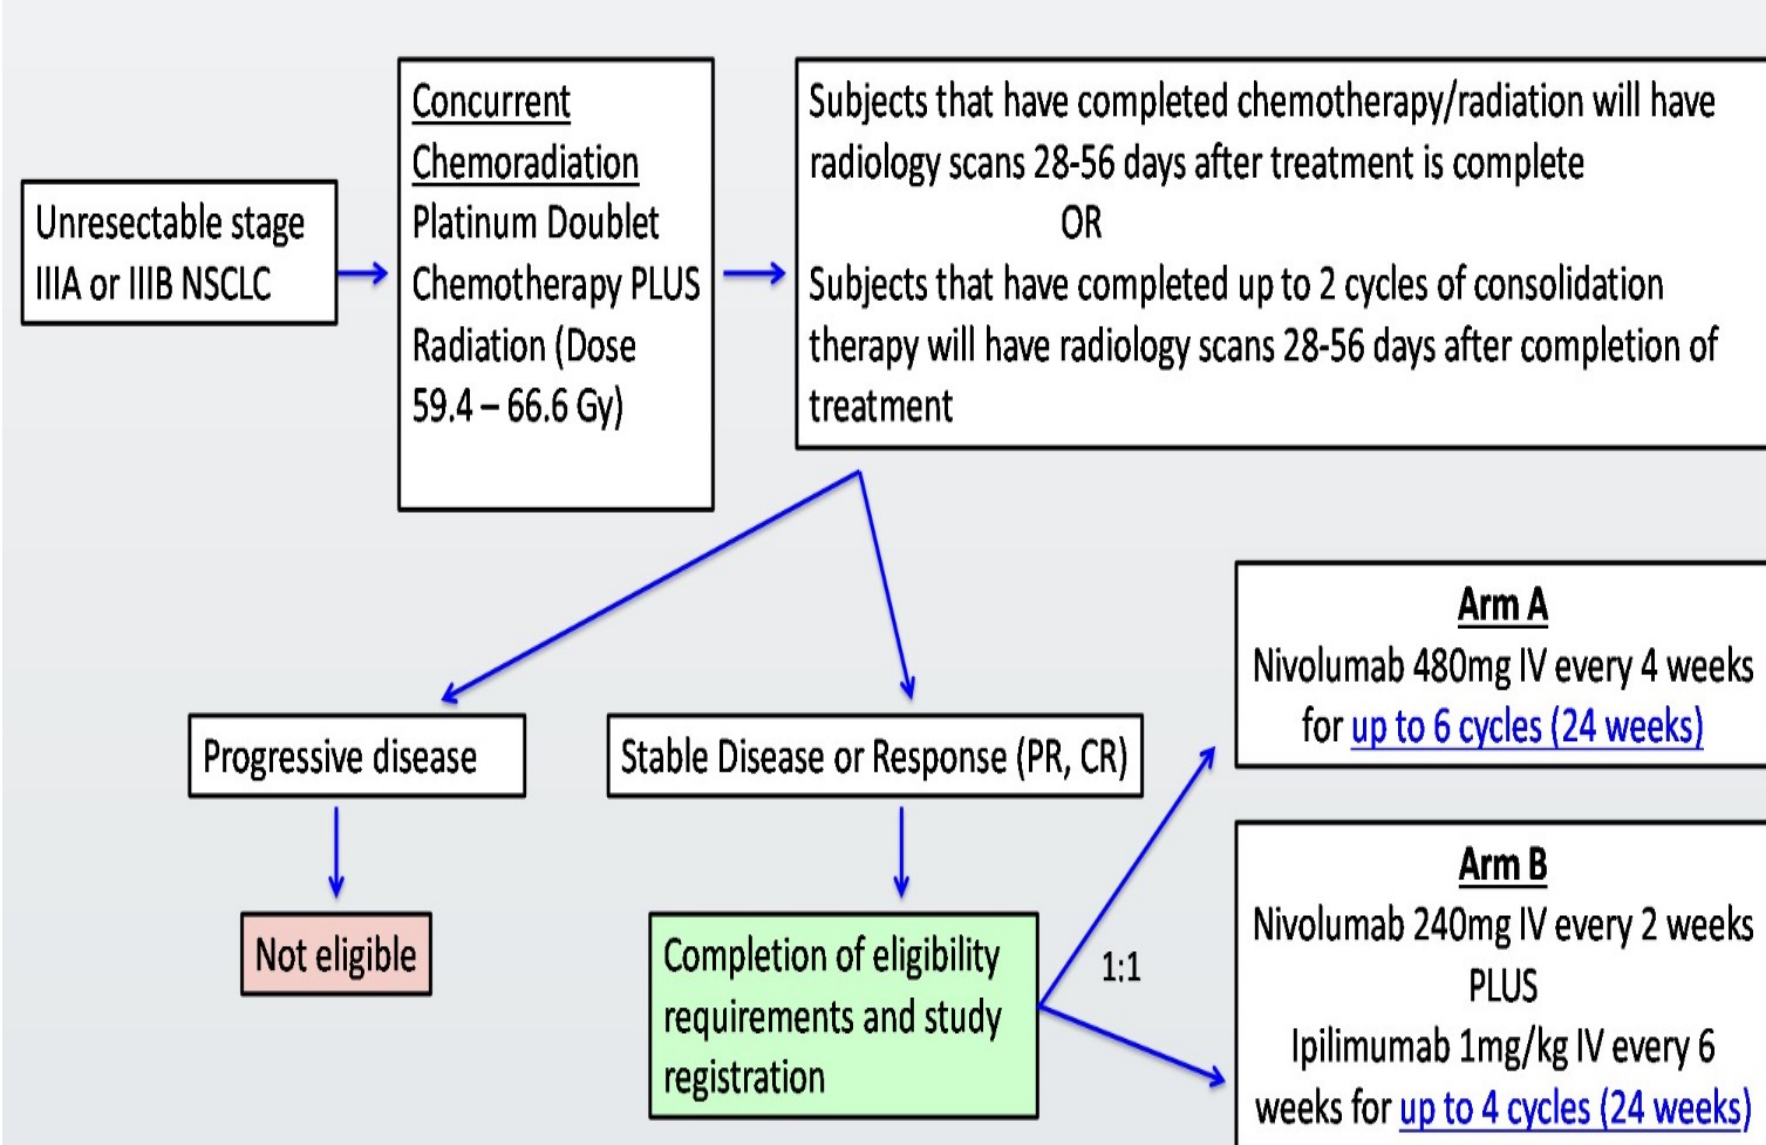 Unresectable stage
IIIA or IIIB NSCLC
Concurrent
Chemoradiation
Platinum Doublet
Chemotherapy PLUS
Radiation (Dose
59.4 – 66.6 Gy)
Subjects that have completed chemotherapy/radiation will have
radiology scans 28-56 days after treatment is complete
OR
Subjects that have completed up to 2 cycles of consolidation
therapy will have radiology scans 28-56 days after completion of
treatment
Progressive disease
Stable Disease or Response (PR, CR)
Not eligible
Completion of eligibility
requirements and study
registration
1:1
Arm A
Nivolumab 480mg IV every 4 weeks
for up to 6 cycles (24 weeks)
Arm B
Nivolumab 240mg IV every 2 weeks
PLUS
Ipilimumab 1mg/kg IV every 6
weeks for up to 4 cycles (24 weeks)